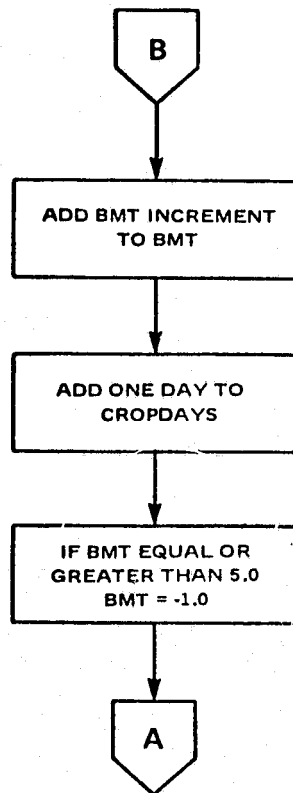 B
ADD BMT INCREMENT
TO BMT
ADD ONE DAY TO
CROPDAYS
IF BMT EQUAL OR
GREATER THAN 5.0
BMT = -1.0
A